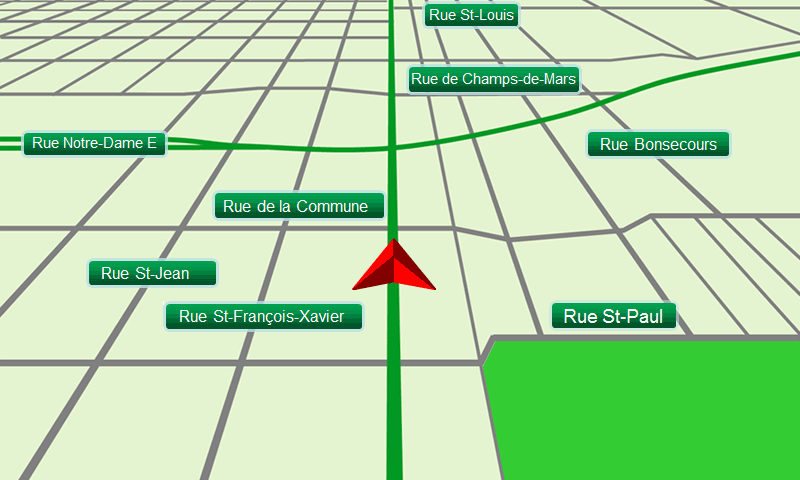 Rue St-Louis
Rue de Champs-de-Mars
Rue Notre-Dame E
Rue Bonsecours
Rue de la Commune
Rue St-Jean
Rue St-François-Xavier
Rue St-Paul